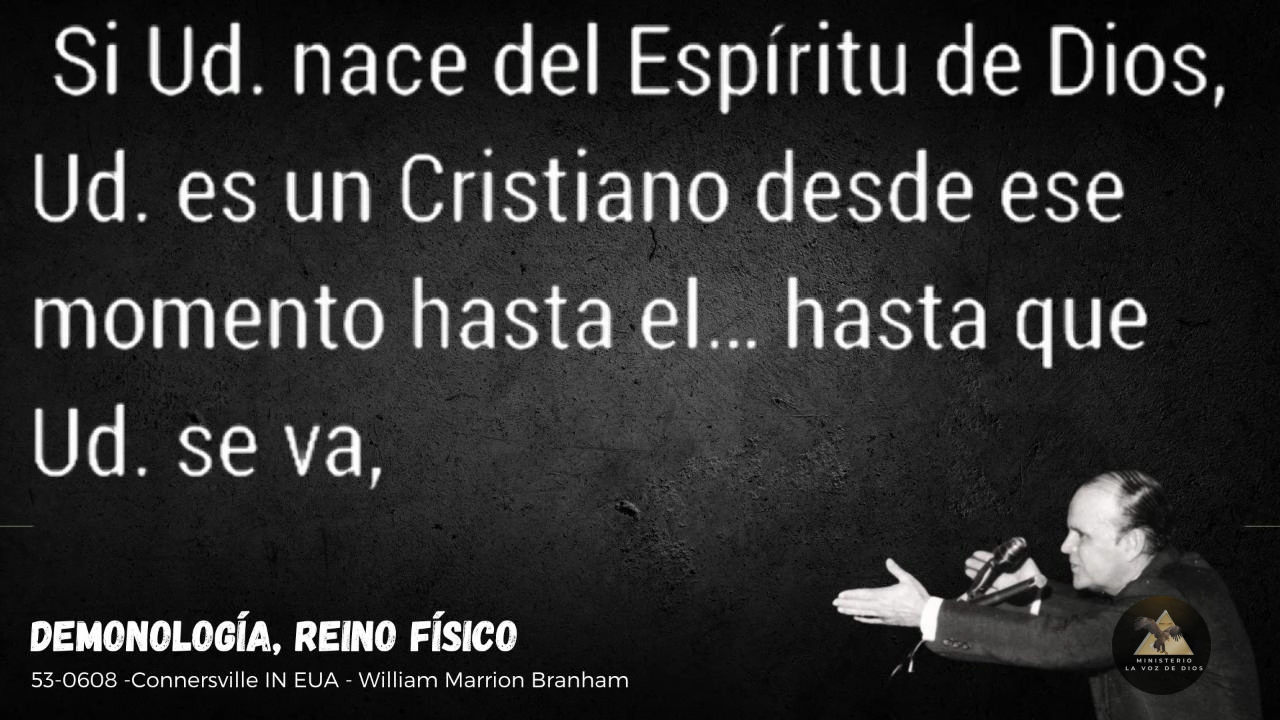 Si Ud. nace del Espíritu de Dios,
Ud. es un Cristiano desde ese
momento hasta el... hasta que
Ud. se va,
DEMONOLOGÍA, REINO FÍSICO
53-0608 -Connersville IN EUA - William Marrion Branham
MINISTERIO
LA VOZ DE DIOS